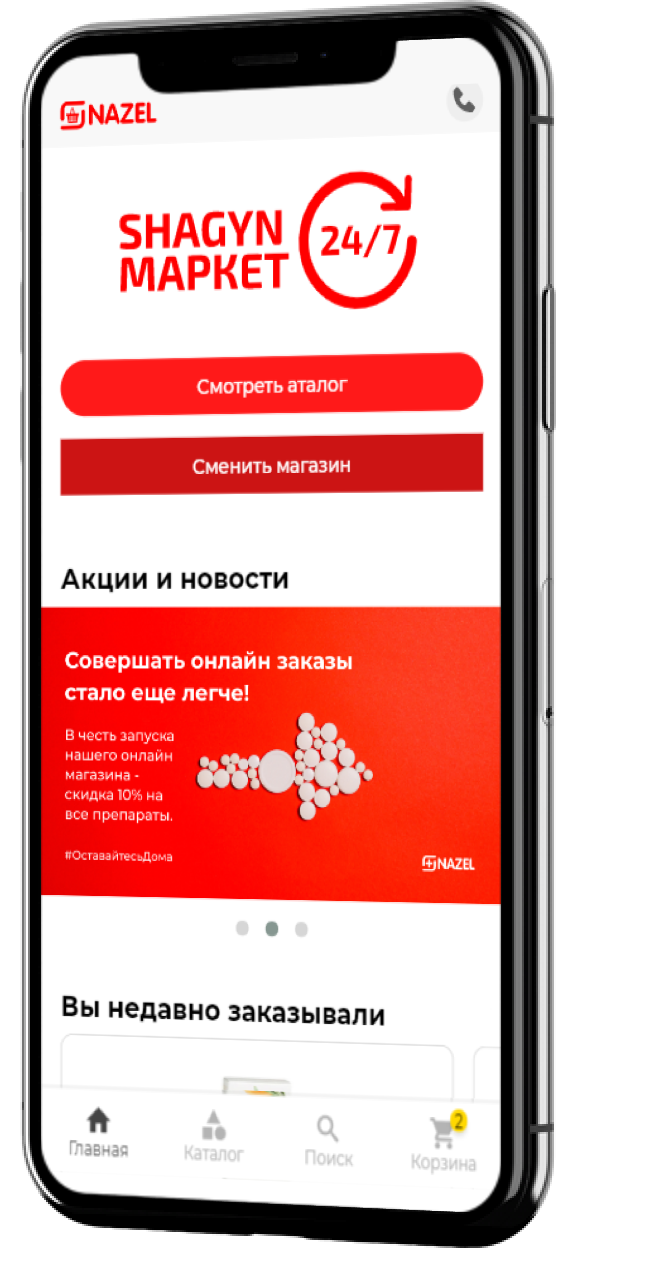 NAZEL
SHAGYN
МАРКЕТ
24/7
Смотреть аталог
Сменить магазин
Акции и новости
Совершать онлайн заказы
стало еще легче!
В честь запуска
нашего онлайн
магазина -
скидка 10% на
все препараты.
#ОставайтесьДома
NAZEL
Вы недавно заказывали
2
Главная
Каталог
Поиск
Корзина